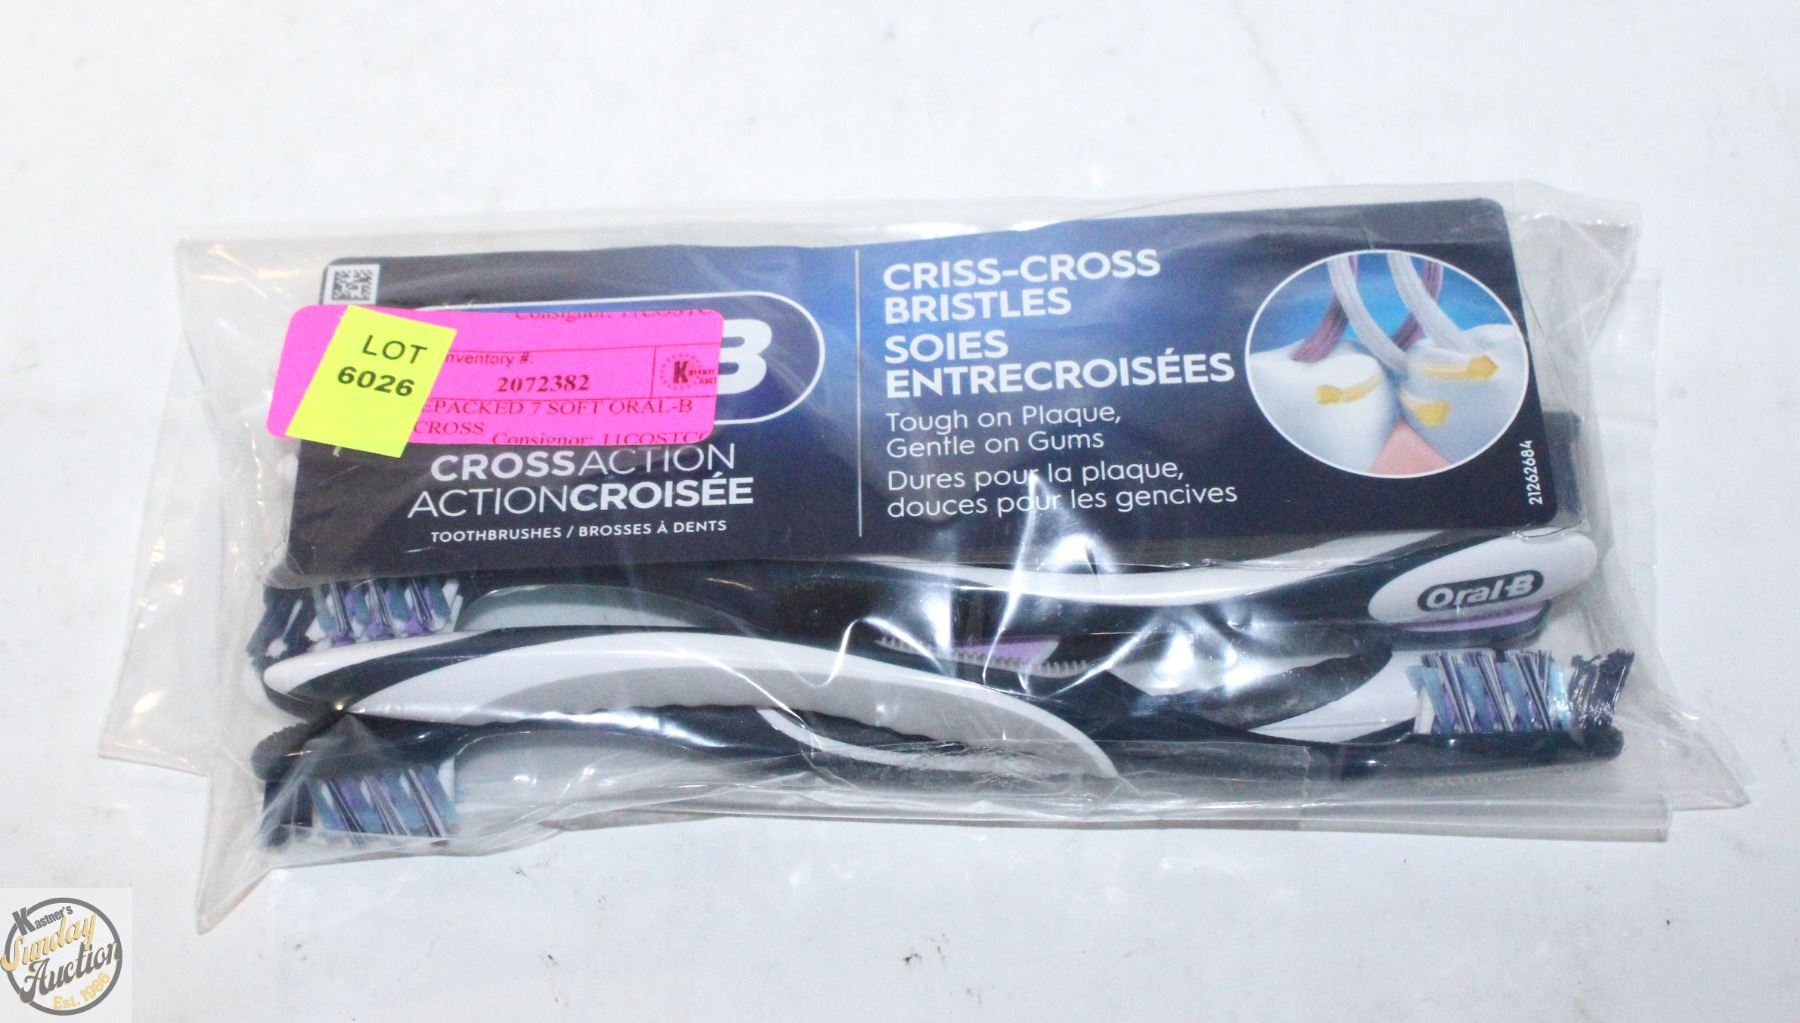 Consignor: 11COSTC
LOT
6026
nventory #:
2072382
EPACKED 7 SOFT ORAL-B
CROSS
Consignor: 11COSTCO
B
CROSSACTION
ACTIONCROISÉE
TOOTHBRUSHES / BROSSES À DENTS
CRISS-CROSS
BRISTLES
SOIES
ENTRECROISÉES
Tough on Plaque,
Gentle on Gums
Dures pour la plaque,
douces pour les gencives
21262684
Oral-B
Kastner's
Sunday
Auction
Est. 1986